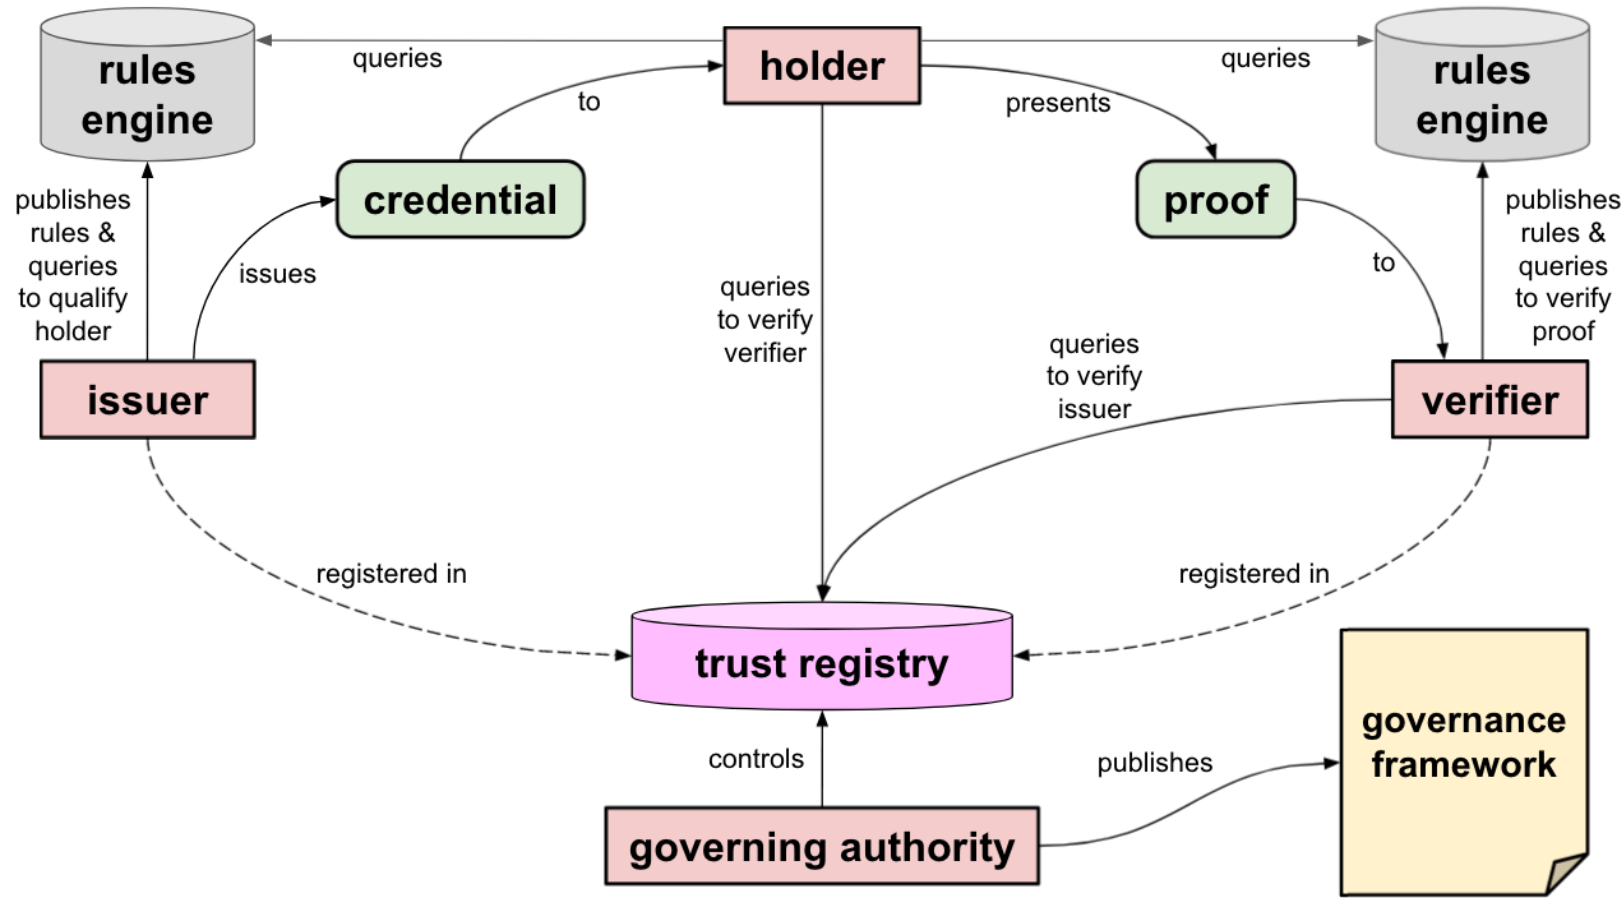 rules
engine
queries
holder
queries
rules
engine
to
presents
publishes
rules &
queries
to qualify
holder
credential
issues
proof
to
publishes
rules &
queries
to verify
proof
queries
to verify
verifier
queries
to verify
issuer
issuer
verifier
registered in
registered in
trust registry
controls
publishes
governance
framework
governing authority